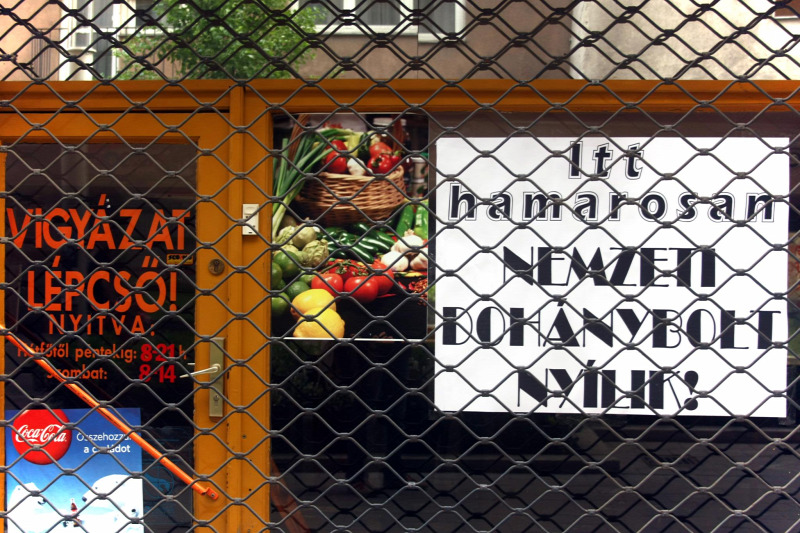 VIGYÁZAT
LÉPCSŐ!
NYITVA:
Hétfőtől péntekig: 8-21 h
Szombat: 8-14
Coca-Cola
Összehozza
a családot
Itt
hamarosan
NEMZETI
DOHÁNYBOLT
NYÍLIK!